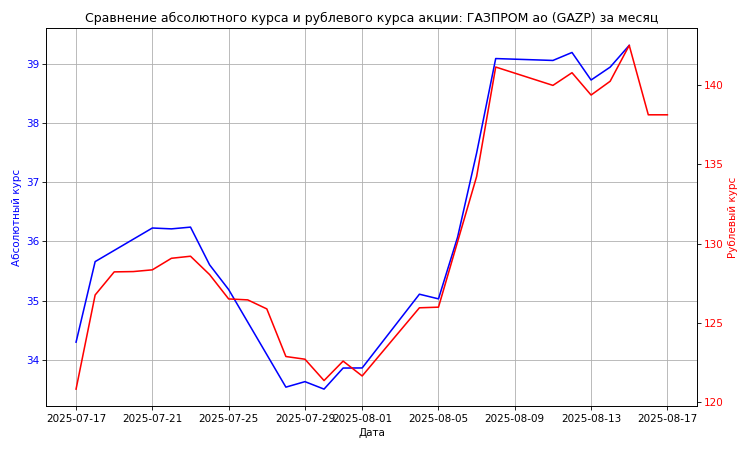 Сравнение абсолютного курса и рублевого курса акции: ГАЗПРОМ ао (GAZP) за месяц
39
38
37
36
35
34
Абсолютный курс
140
135
130
125
120
Рублевый курс
2025-07-17 2025-07-21 2025-07-25 2025-07-29 2025-08-01 2025-08-05 2025-08-09 2025-08-13 2025-08-17
Дата